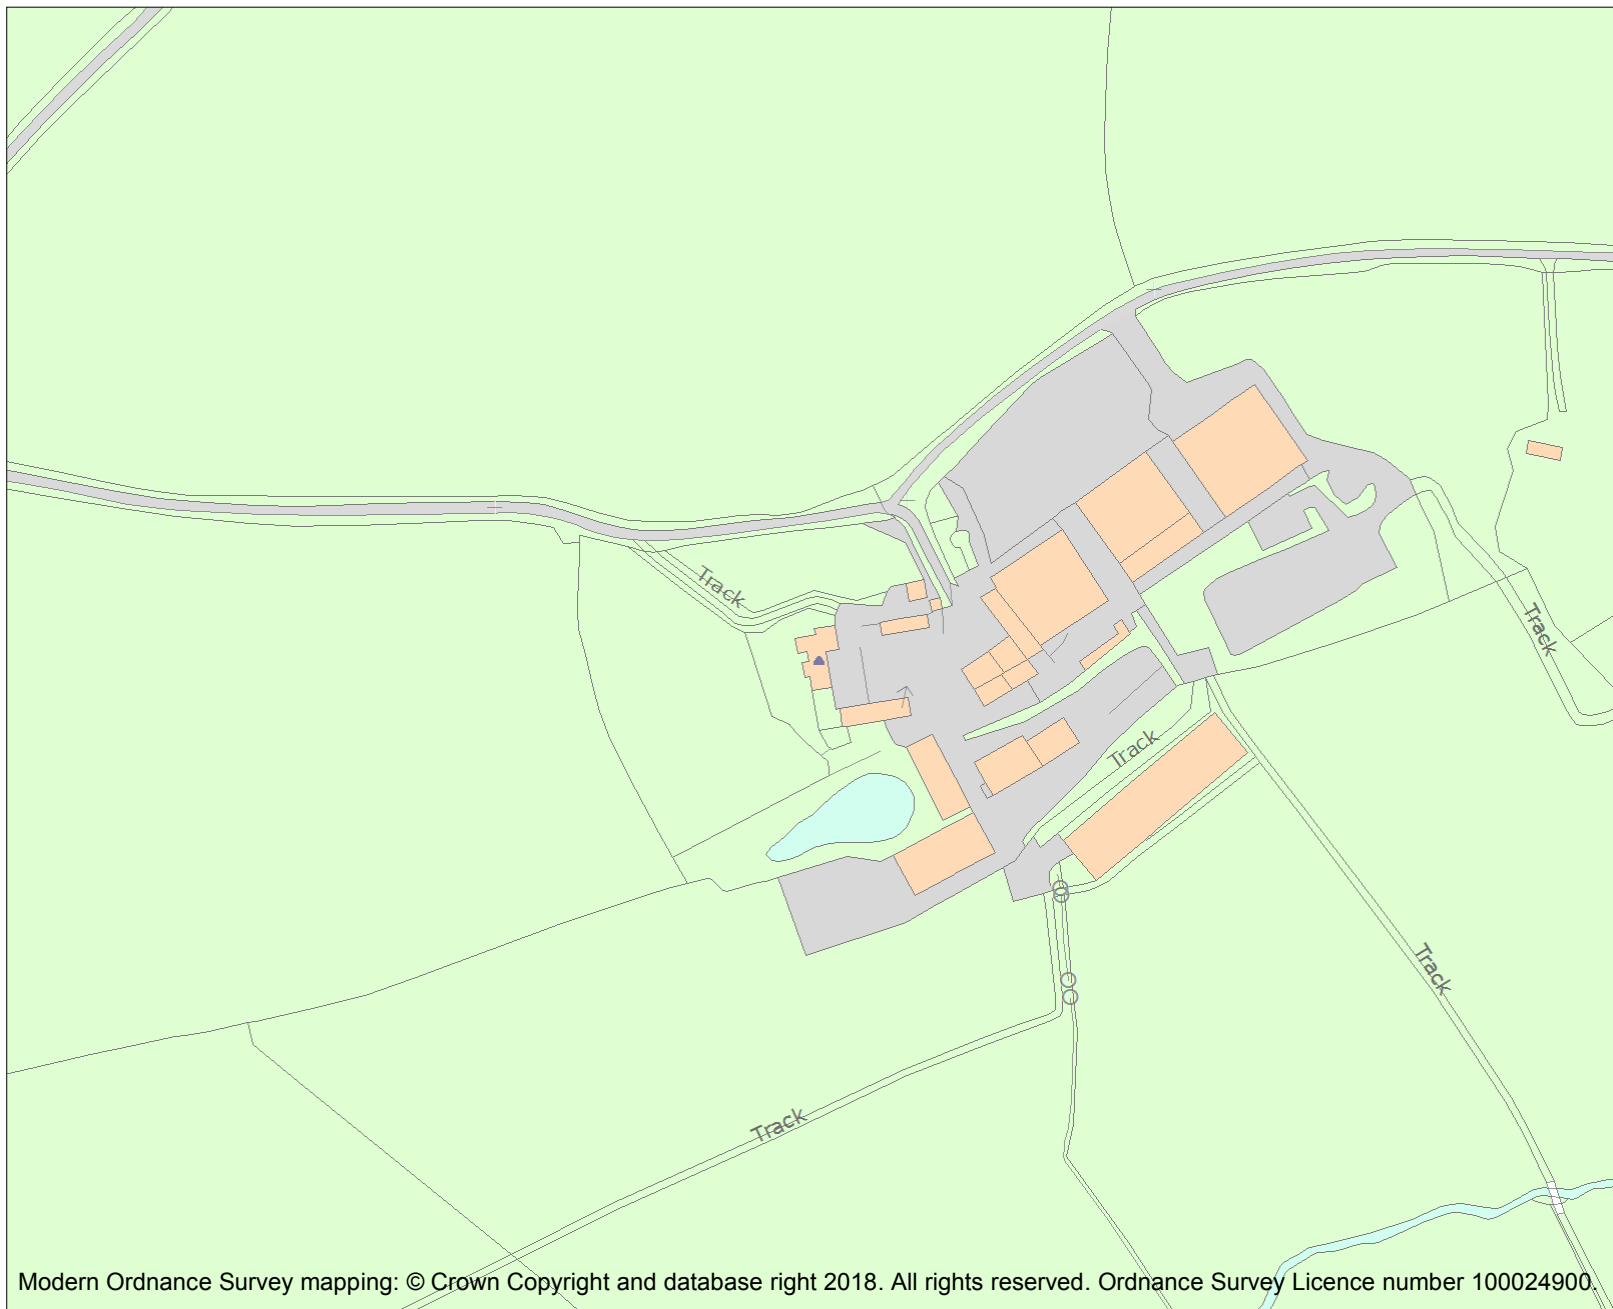 Track
Track
Track
Track
Track
Modern Ordnance Survey mapping: © Crown Copyright and database right 2018. All rights reserved. Ordnance Survey Licence number 100024900.